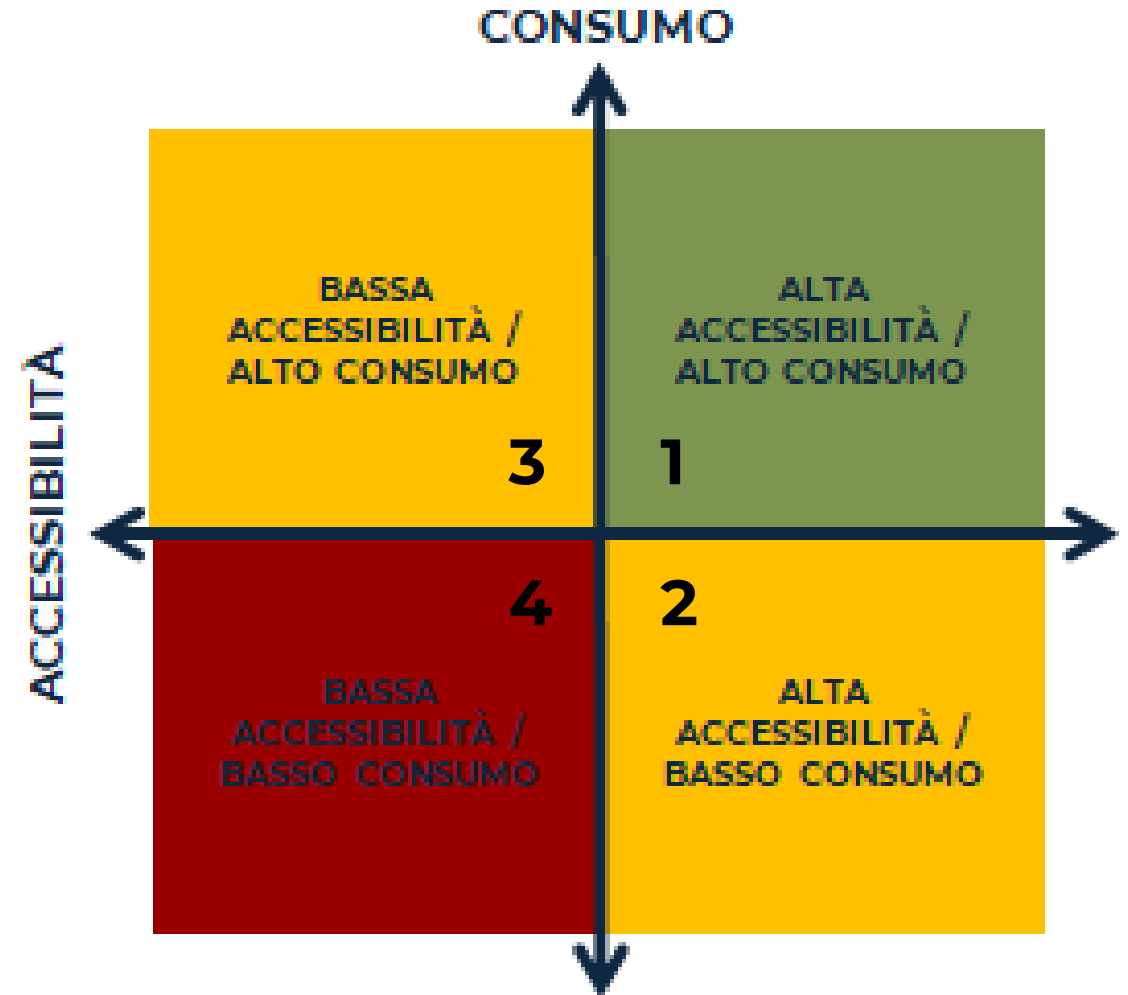 CONSUMO
ACCESSIBILITÀ
BASSA
ACCESSIBILITÀ /
ALTO CONSUMO
3
ALTA
ACCESSIBILITÀ /
ALTO CONSUMO
1
4
BASSA
ACCESSIBILITÀ /
BASSO CONSUMO
2
ALTA
ACCESSIBILITÀ /
BASSO CONSUMO